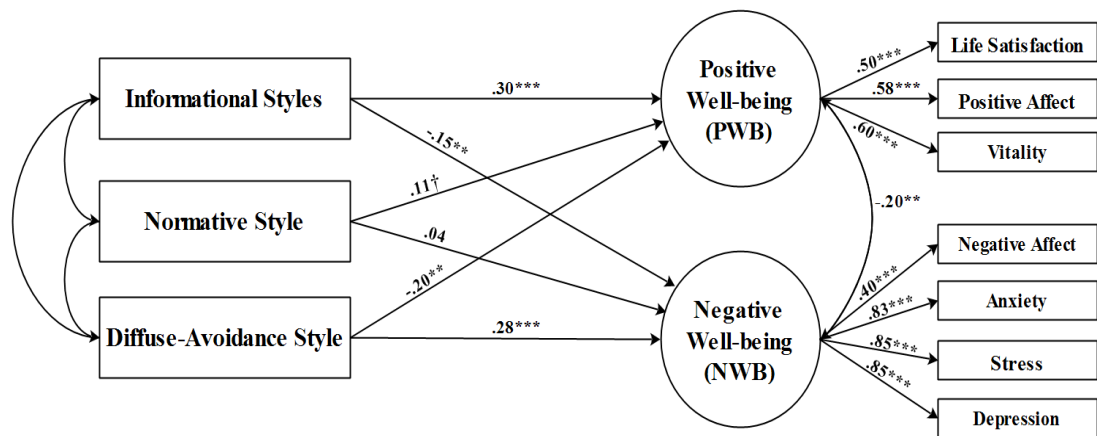 Informational Styles
Normative Style
Diffuse-Avoidance Style
.30***
-.15**
.11†
.04
-.20**
.28***
Positive
Well-being
(PWB)
Negative
Well-being
(NWB)
-.20**
.50***
.58***
.60***
.40***
.83***
.85***
.85***
Life Satisfaction
Positive Affect
Vitality
Negative Affect
Anxiety
Stress
Depression